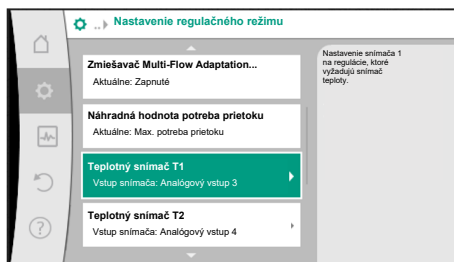 .. Nastavenie regulačného režimu
Zmiešavač Multi-Flow Adaptation...
Aktuálne: Zapnuté
Náhradná hodnota potreba prietoku
Aktuálne: Max. potreba prietoku
Teplotný snímač T1
Vstup snímača: Analógový vstup 3
Teplotný snímač T2
Vstup snímača: Analógový vstup 4
Nastavenie snímača 1
na regulácie, ktoré
vyžadujú snímač
teploty.